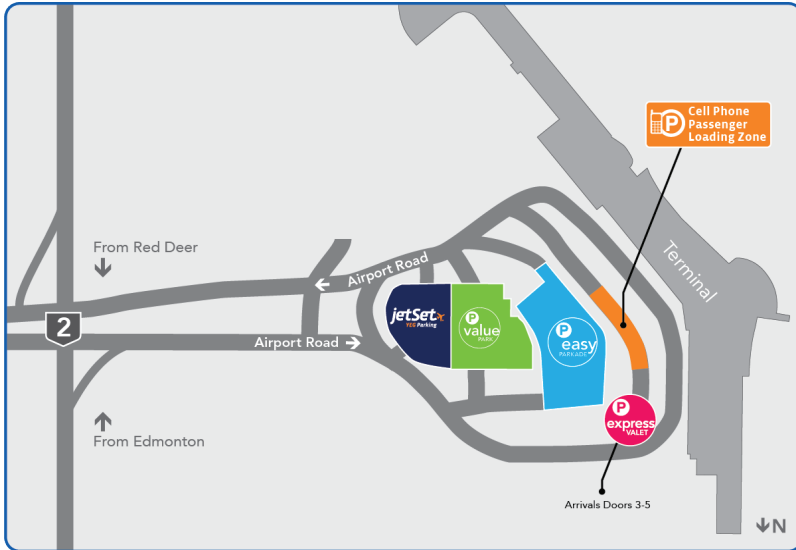 Cell Phone
Passenger
Loading Zone
P
Terminal
From Red Deer
Airport Road
2
Airport Road
jetSet
YEG Parking
P
value
PARK
P
easy
PARKADE
From Edmonton
P
express
VALET
Arrivals Doors 3-5
N